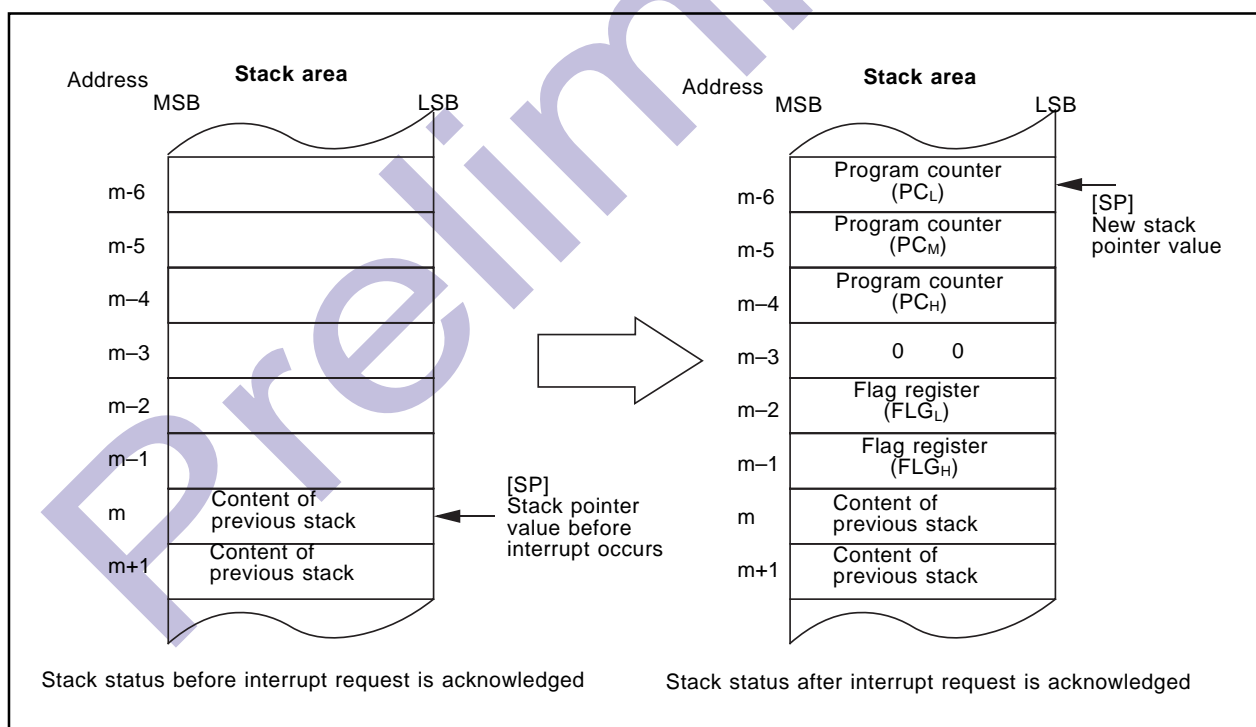 Prelim
Address
Stack area
MSB
LSB
m-6
m-5
m–4
m–3
m–2
m–1
m
Content of
previous stack
m+1
Content of
previous stack
[SP]
Stack pointer
value before
interrupt occurs
Stack status before interrupt request is acknowledged
Address
Stack area
MSB
LSB
m-6
Program counter
(PCL)
m-5
Program counter
(PCM)
m–4
Program counter
(PCH)
m–3
0 0
m–2
Flag register
(FLGL)
m–1
Flag register
(FLGH)
m
Content of
previous stack
m+1
Content of
previous stack
[SP]
New stack
pointer value
Stack status after interrupt request is acknowledged